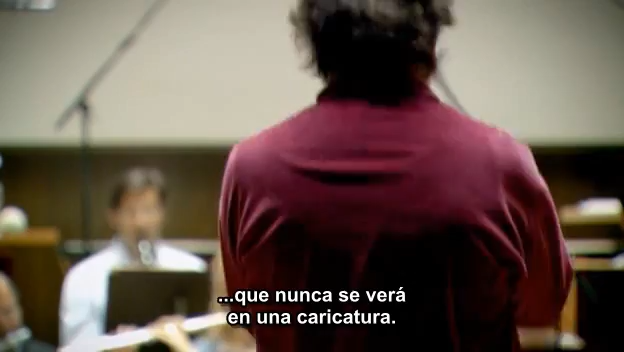 ...que nunca se verá
en una caricatura.